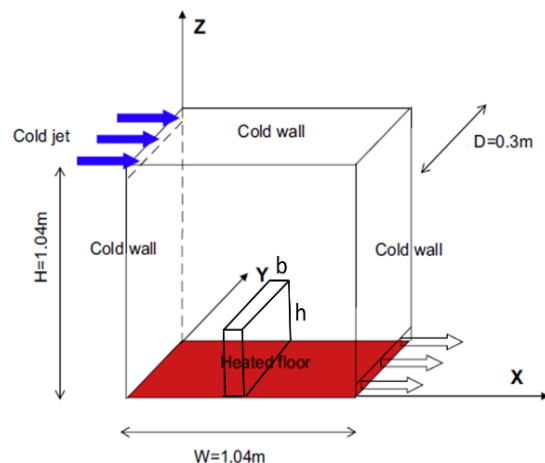 Z
Cold wall
Cold jet
D=0.3m
H=1.04m
Cold wall
Cold wall
Y
b
h
Heated floor
X
W=1.04m